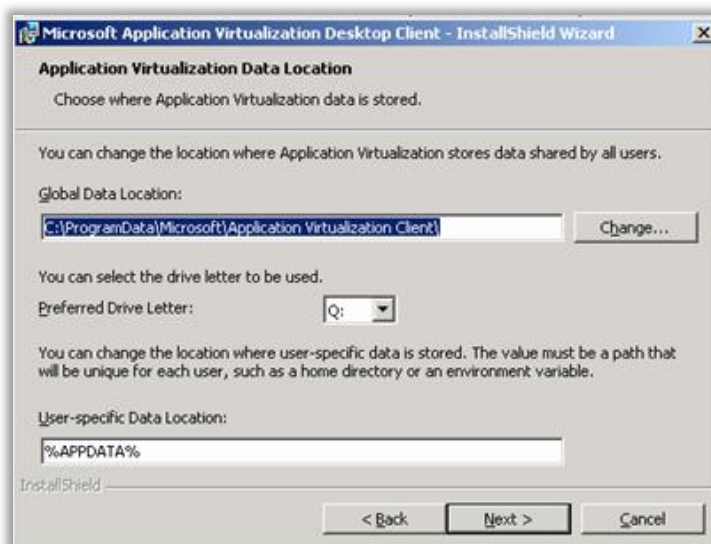 Microsoft Application Virtualization Desktop Client - InstallShield Wizard
Application Virtualization Data Location
Choose where Application Virtualization data is stored.
You can change the location where Application Virtualization stores data shared by all users.
Global Data Location:
C:\ProgramData\Microsoft\Application Virtualization Client\
Change...
You can select the drive letter to be used.
Preferred Drive Letter:
Q:
You can change the location where user-specific data is stored. The value must be a path that
will be unique for each user, such as a home directory or an environment variable.
User-specific Data Location:
%APPDATA%
InstallShield
< Back
Next >
Cancel